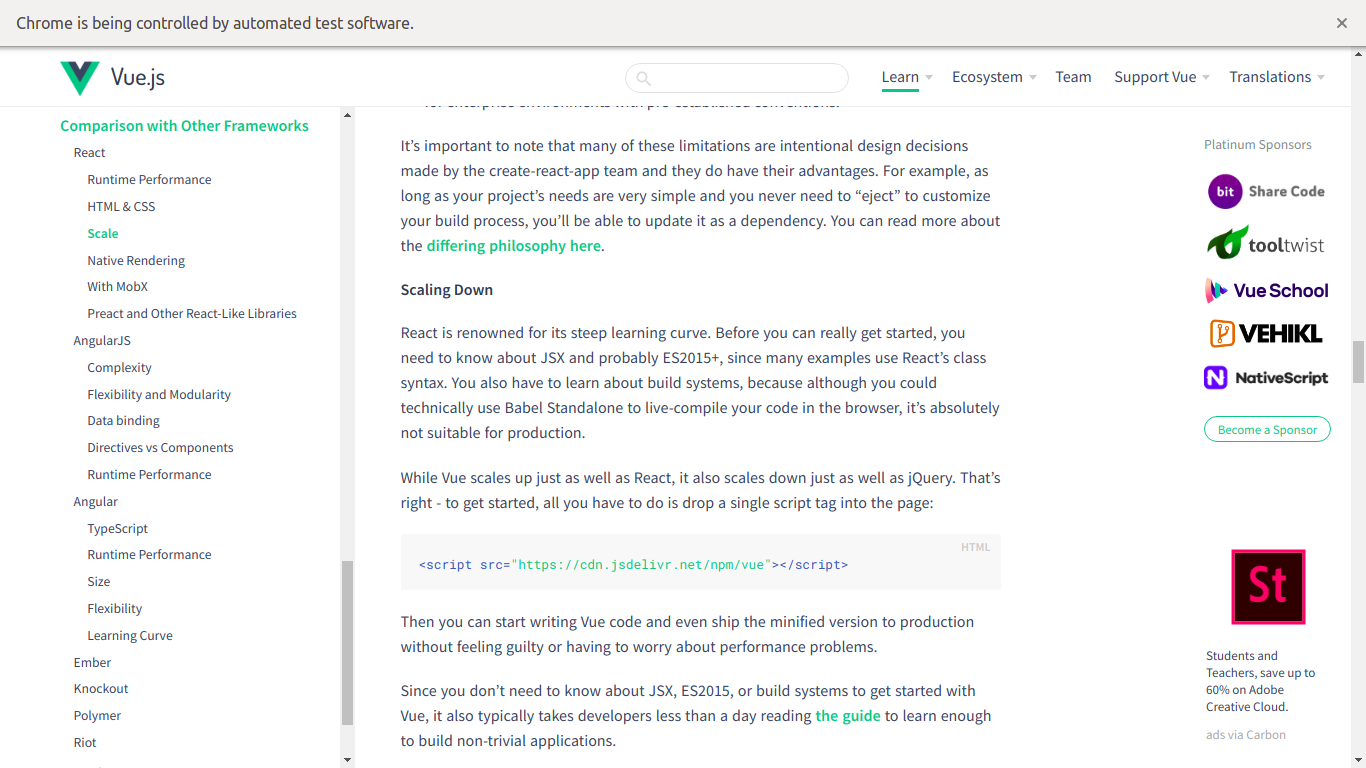 Chrome is being controlled by automated test software.
Vue.js
Learn
Ecosystem
Team
Support Vue
Translations
Comparison with Other Frameworks
React
Runtime Performance
HTML & CSS
Scale
Native Rendering
With MobX
Preact and Other React-Like Libraries
AngularJS
Complexity
Flexibility and Modularity
Data binding
Directives vs Components
Runtime Performance
Angular
TypeScript
Runtime Performance
Size
Flexibility
Learning Curve
Ember
Knockout
Polymer
Riot
for enterprise environments with pre-established conventions.
It’s important to note that many of these limitations are intentional design decisions
made by the create-react-app team and they do have their advantages. For example, as
long as your project’s needs are very simple and you never need to “eject” to customize
your build process, you’ll be able to update it as a dependency. You can read more about
the differing philosophy here.
Scaling Down
React is renowned for its steep learning curve. Before you can really get started, you
need to know about JSX and probably ES2015+, since many examples use React’s class
syntax. You also have to learn about build systems, because although you could
technically use Babel Standalone to live-compile your code in the browser, it’s absolutely
not suitable for production.
While Vue scales up just as well as React, it also scales down just as well as jQuery. That’s
right - to get started, all you have to do is drop a single script tag into the page:
HTML
<script src="https://cdn.jsdelivr.net/npm/vue"></script>
Then you can start writing Vue code and even ship the minified version to production
without feeling guilty or having to worry about performance problems.
Since you don’t need to know about JSX, ES2015, or build systems to get started with
Vue, it also typically takes developers less than a day reading the guide to learn enough
to build non-trivial applications.
Platinum Sponsors
bit Share Code
tooltwist
Vue School
VEHIKL
NativeScript
Become a Sponsor
St
Students and
Teachers, save up to
60% on Adobe
Creative Cloud.
ads via Carbon